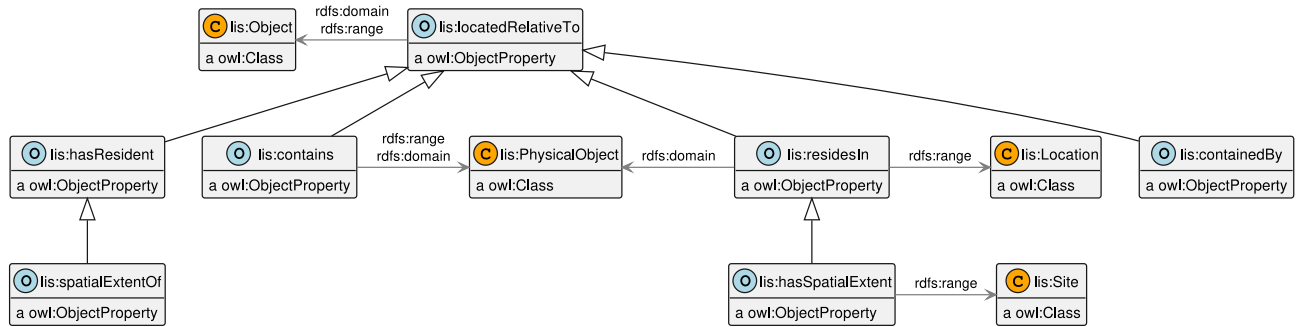 rdfs:domain
rdfs:range
C lis:Object
a owl:Class
O lis:locatedRelativeTo
a owl:ObjectProperty
O lis:hasResident
a owl:ObjectProperty
O lis:contains
a owl:ObjectProperty
rdfs:range
rdfs:domain
C lis:PhysicalObject
a owl:Class
rdfs:domain
O lis:residesIn
a owl:ObjectProperty
rdfs:range
C lis:Location
a owl:Class
O lis:containedBy
a owl:ObjectProperty
O lis:spatialExtentOf
a owl:ObjectProperty
O lis:hasSpatialExtent
a owl:ObjectProperty
rdfs:range
C lis:Site
a owl:Class